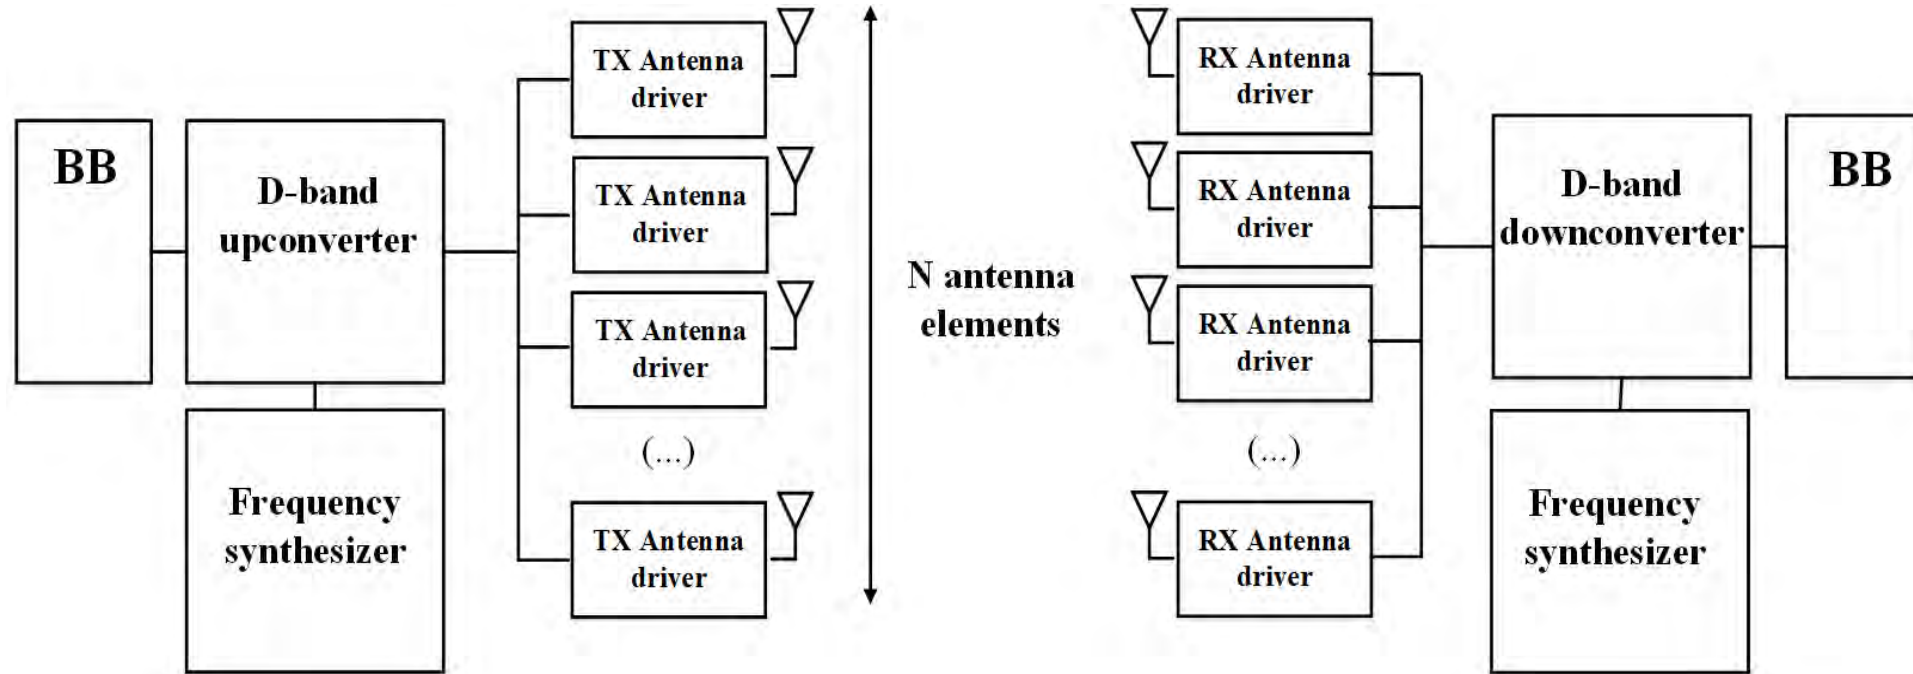 BB
D-band
upconverter
Frequency
synthesizer
TX Antenna
driver
TX Antenna
driver
TX Antenna
driver
(...)
TX Antenna
driver
N antenna
elements
RX Antenna
driver
RX Antenna
driver
RX Antenna
driver
(...)
RX Antenna
driver
D-band
downconverter
Frequency
synthesizer
BB